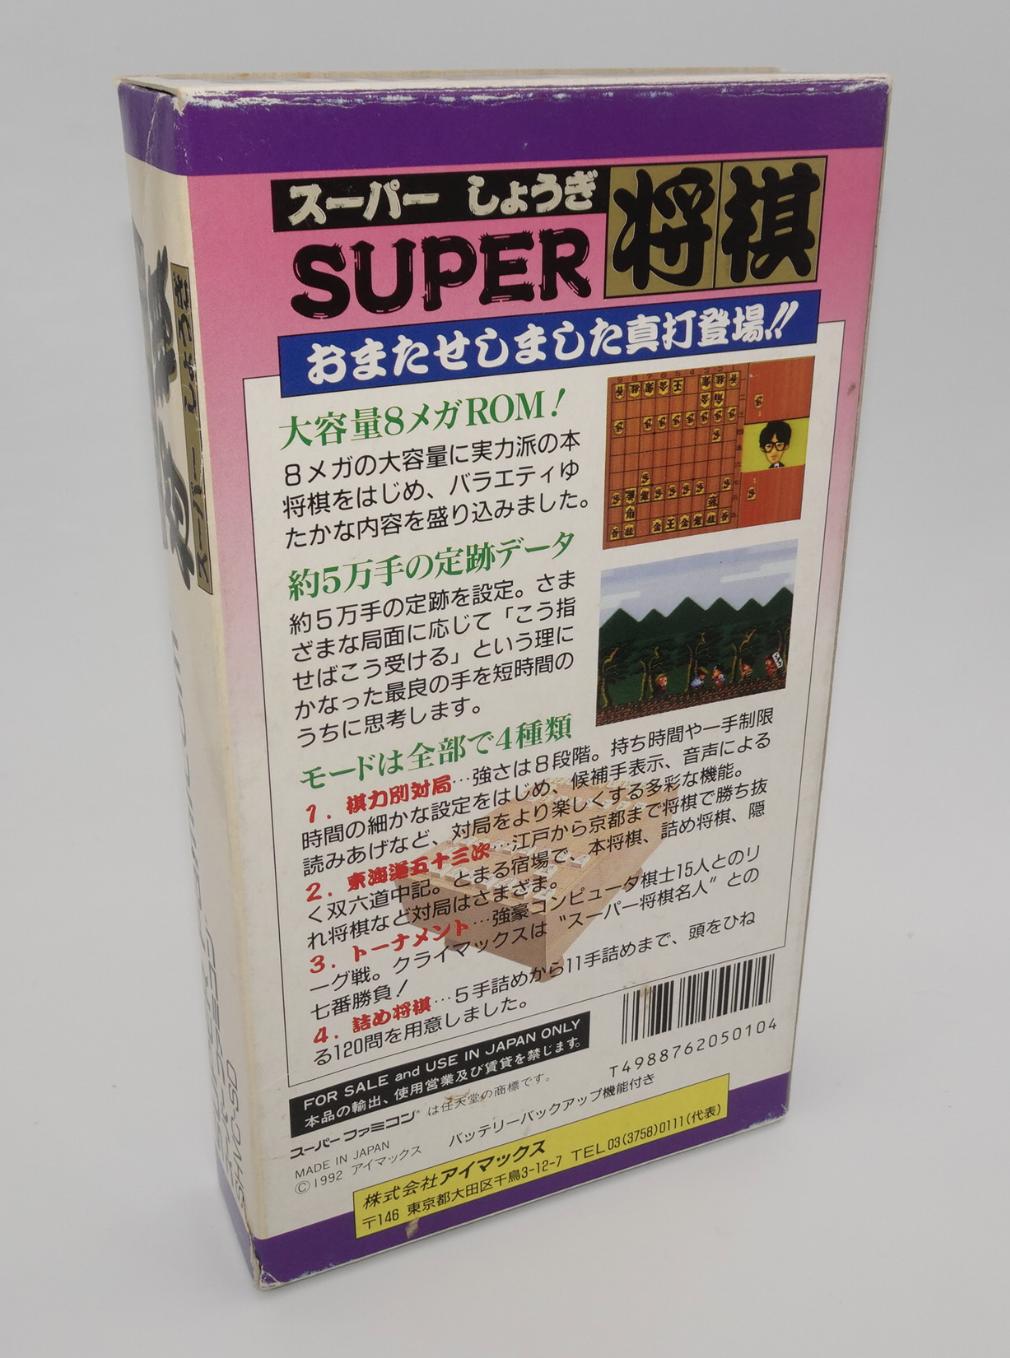 スーパー しょうぎ
SUPER 将棋
おまたせしました真打登場!!
大容量8メガROM!
8メガの大容量に実力派の本
将棋をはじめ、バラエティゆ
たかな内容を盛り込みました。
約5万手の定跡データ
約5万手の定跡を設定。さま
ざまな局面に応じて「こう指
せばこう受ける」という理に
かなった最良の手を短時間の
うちに思考します。
モードは全部で4種類
1. 棋力別対局…強さは8段階。持ち時間や一手制限
時間の細かな設定をはじめ、候補手表示、音声による
読みあげなど、対局をより楽しくする多彩な機能。
2. 東海道五十三次…江戸から京都まで将棋で勝ち抜
く双六道中記。とまる宿場で、本将棋、詰め将棋、隠
れ将棋など対局はさまざま。
3. トーナメント…強豪コンピュータ棋士15人とのリ
ーグ戦。クライマックスは“スーパー将棋名人”との
七番勝負!
4. 詰め将棋…5手詰めから11手詰めまで、頭をひね
る120問を用意しました。
FOR SALE and USE IN JAPAN ONLY
本品の輸出、使用営業及び賃貸を禁じます。
スーパーファミコン®は任天堂の商標です。
MADE IN JAPAN
©1992 アイマックス
バッテリーバックアップ機能付き
T4988762050104
株式会社アイマックス
〒146 東京都大田区千鳥3-12-7 TEL 03(3758)0111(代表)
スーパー しょうぎ